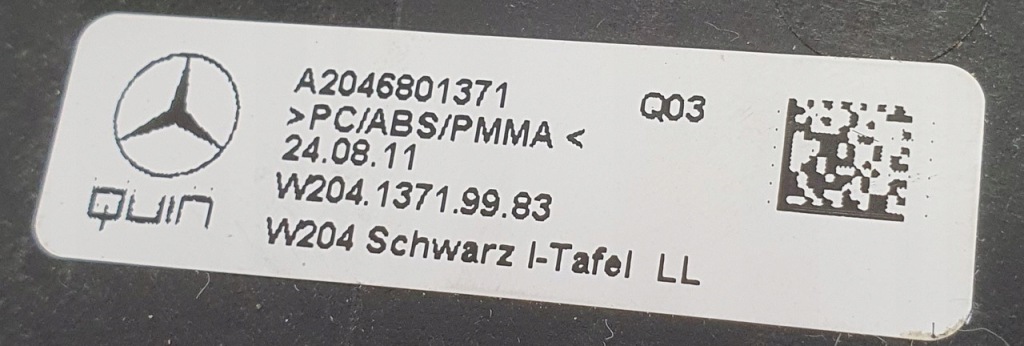 A2046801371
>PC/ABS/PMMA <
24.08.11
W204.1371.99.83
W204 Schwarz I-Tafel LL
Q03
QUIN